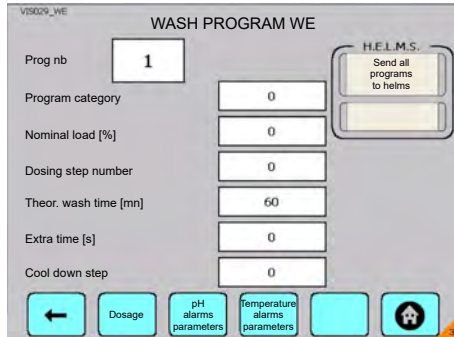 VIS029_WE
WASH PROGRAM WE
H.E.L.M.S.
Prog nb 1
Send all
programs
to helms
Program category 0
Nominal load [%] 0
Dosing step number 0
Theor. wash time [mn] 60
Extra time [s] 0
Cool down step 0
Dosage
pH
alarms
parameters
Temperature
alarms
parameters
3